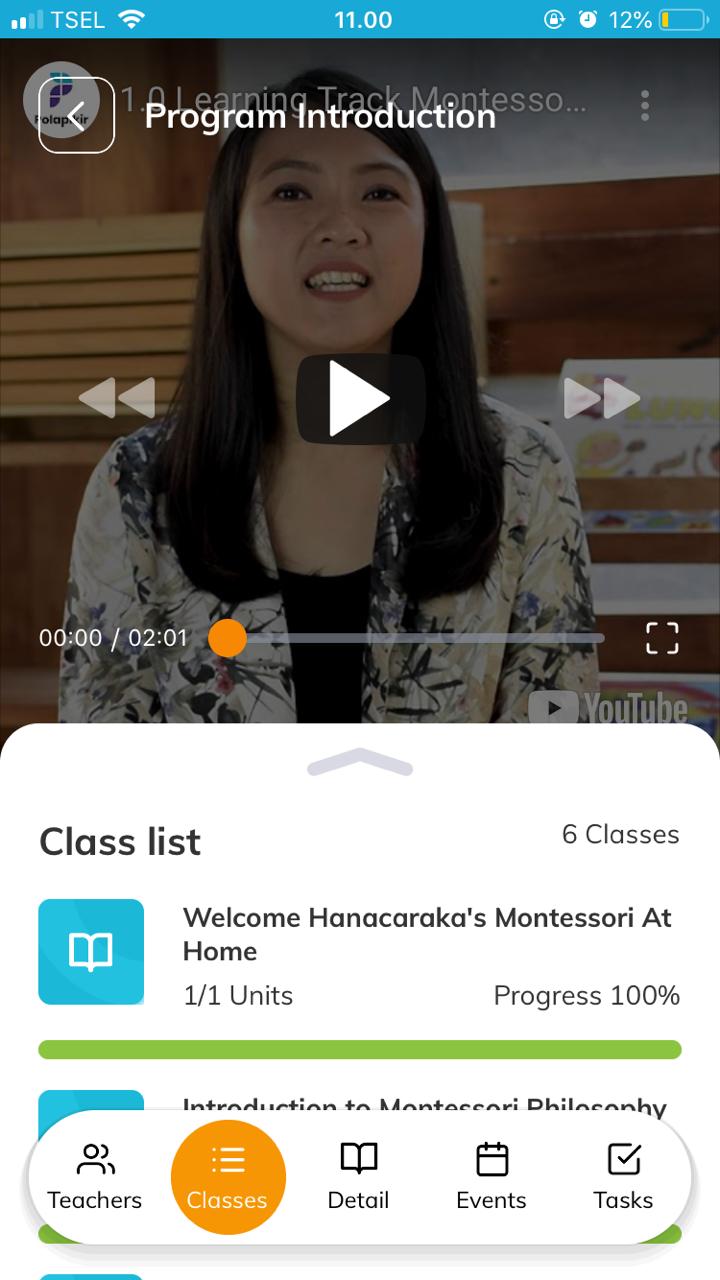 TSEL 11.00 12%
Polapikir
1.0 Learning Track Montesso...
Program Introduction
00:00 / 02:01
YouTube
Class list 6 Classes
Welcome Hanacaraka's Montessori At
Home
1/1 Units Progress 100%
Introduction to Montessori Philosophy
Teachers Classes Detail Events Tasks